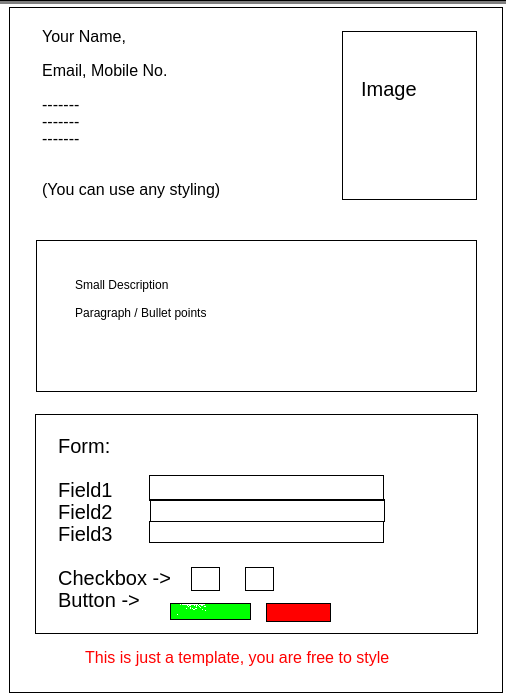 Your Name,
Email, Mobile No.
-------
-------
-------
(You can use any styling)
Image
Small Description
Paragraph / Bullet points
Form:
Field1
Field2
Field3
Checkbox ->
Button ->
This is just a template, you are free to style